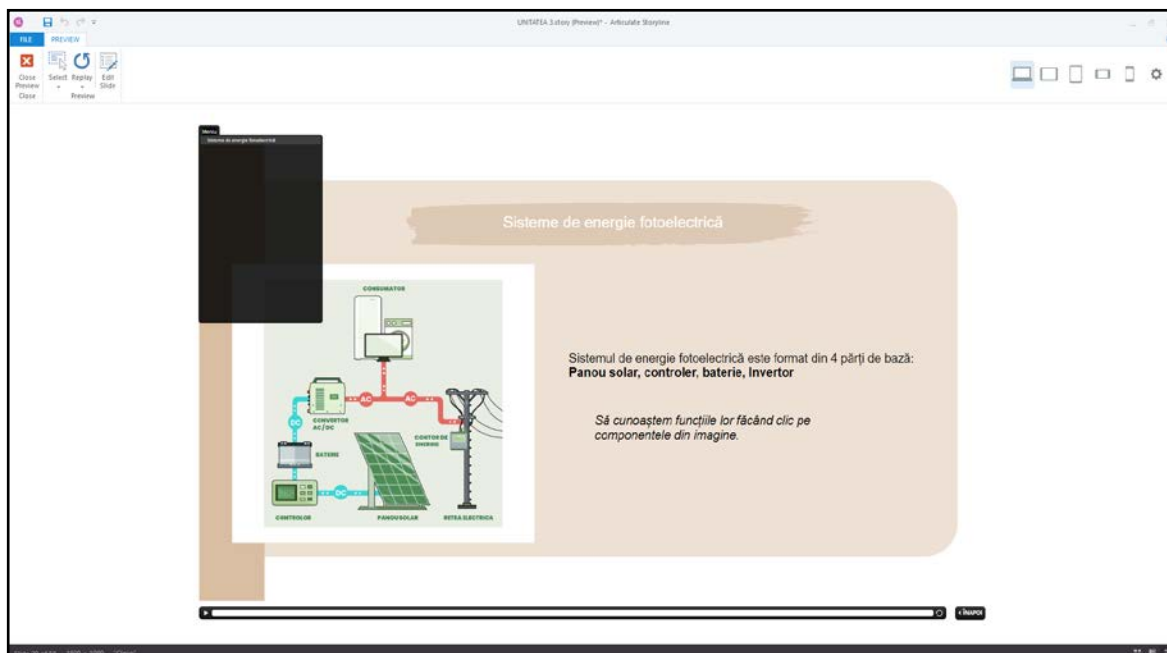 UNITATEA 3.story (Preview)* - Articulate Storyline
FILE PREVIEW
Close Preview
Select
Replay
Edit Slide
Close
Preview
Meniu
Sisteme de energie fotoelectrică
Sisteme de energie fotoelectrică
CONSUMATOR
AC AC
CONVERTOR
AC/DC
DC
CONTOR DE
ENERGIE
BATERIE
DC
CONTROLOR
PANOU SOLAR
RETEA ELECTRICA
Sistemul de energie fotoelectrică este format din 4 părți de bază:
Panou solar, controler, baterie, Invertor
Să cunoaștem funcțiile lor făcând clic pe
componentele din imagine.
ÎNAPOI